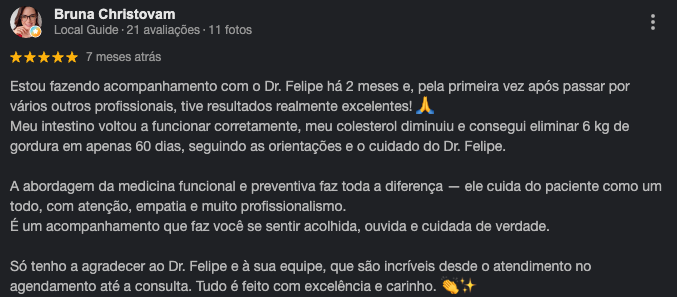 Bruna Christovam
Local Guide · 21 avaliações · 11 fotos
7 meses atrás
Estou fazendo acompanhamento com o Dr. Felipe há 2 meses e, pela primeira vez após passar por
vários outros profissionais, tive resultados realmente excelentes! 🙏
Meu intestino voltou a funcionar corretamente, meu colesterol diminuiu e consegui eliminar 6 kg de
gordura em apenas 60 dias, seguindo as orientações e o cuidado do Dr. Felipe.
A abordagem da medicina funcional e preventiva faz toda a diferença — ele cuida do paciente como um
todo, com atenção, empatia e muito profissionalismo.
É um acompanhamento que faz você se sentir acolhida, ouvida e cuidada de verdade.
Só tenho a agradecer ao Dr. Felipe e à sua equipe, que são incríveis desde o atendimento no
agendamento até a consulta. Tudo é feito com excelência e carinho. 👏✨